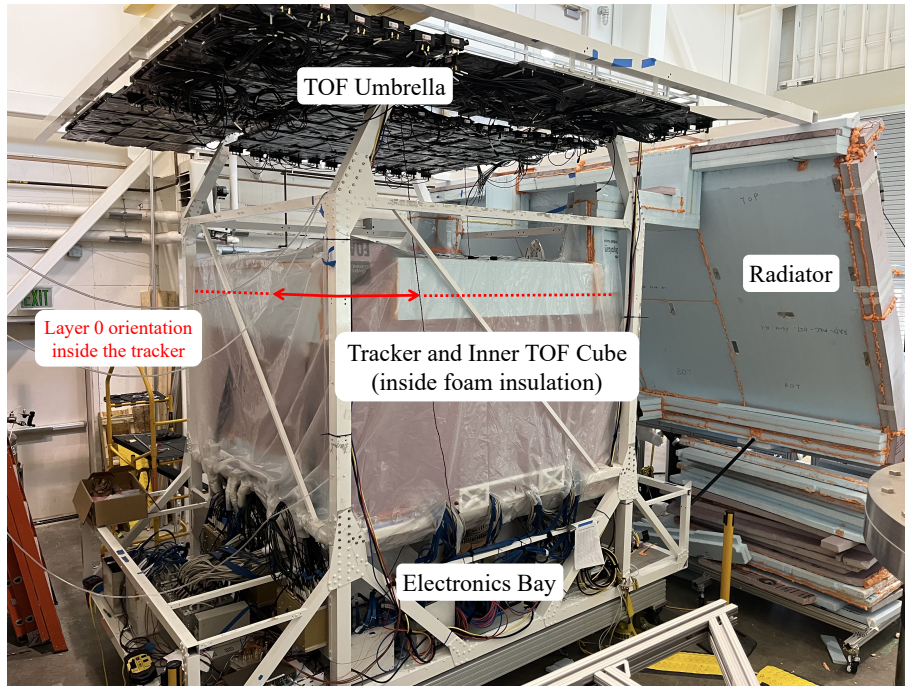 TOF Umbrella
TOP
Radiator
EXIT
Layer 0 orientation
inside the tracker
Tracker and Inner TOF Cube
(inside foam insulation)
Electronics Bay